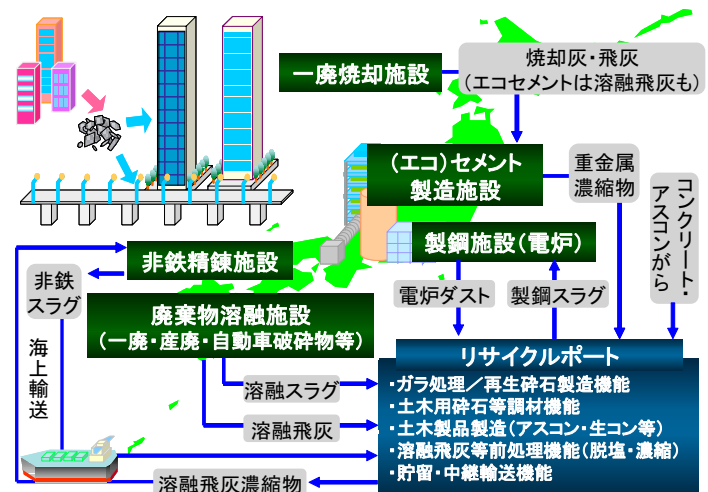 一廃焼却施設
焼却灰・飛灰
(エコセメントは溶融飛灰も)
(エコ)セメント
製造施設
重金属
濃縮物
コンクリート・
アスコンがら
製鋼施設(電炉)
非鉄精錬施設
非鉄
スラグ
電炉ダスト
製鋼スラグ
廃棄物溶融施設
(一廃・産廃・自動車破砕物等)
海上輸送
リサイクルポート
・ガラ処理/再生砕石製造機能
・土木用砕石等調材機能
・土木製品製造(アスコン・生コン等)
・溶融飛灰等前処理機能(脱塩・濃縮)
・貯留・中継輸送機能
溶融スラグ
溶融飛灰
溶融飛灰濃縮物